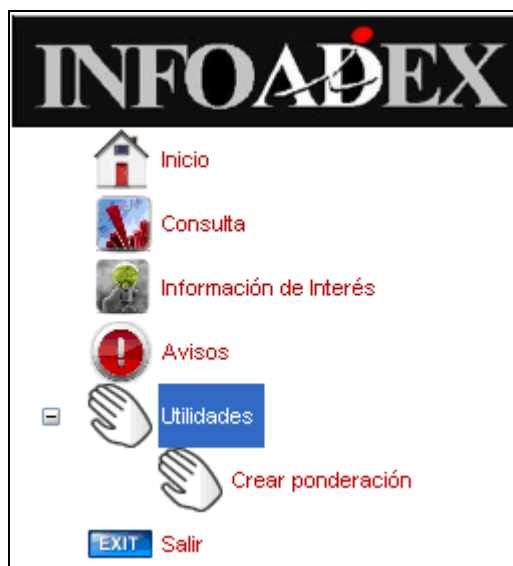 INFOADEX
Inicio
Consulta
Información de Interés
Avisos
Utilidades
Crear ponderación
EXIT Salir